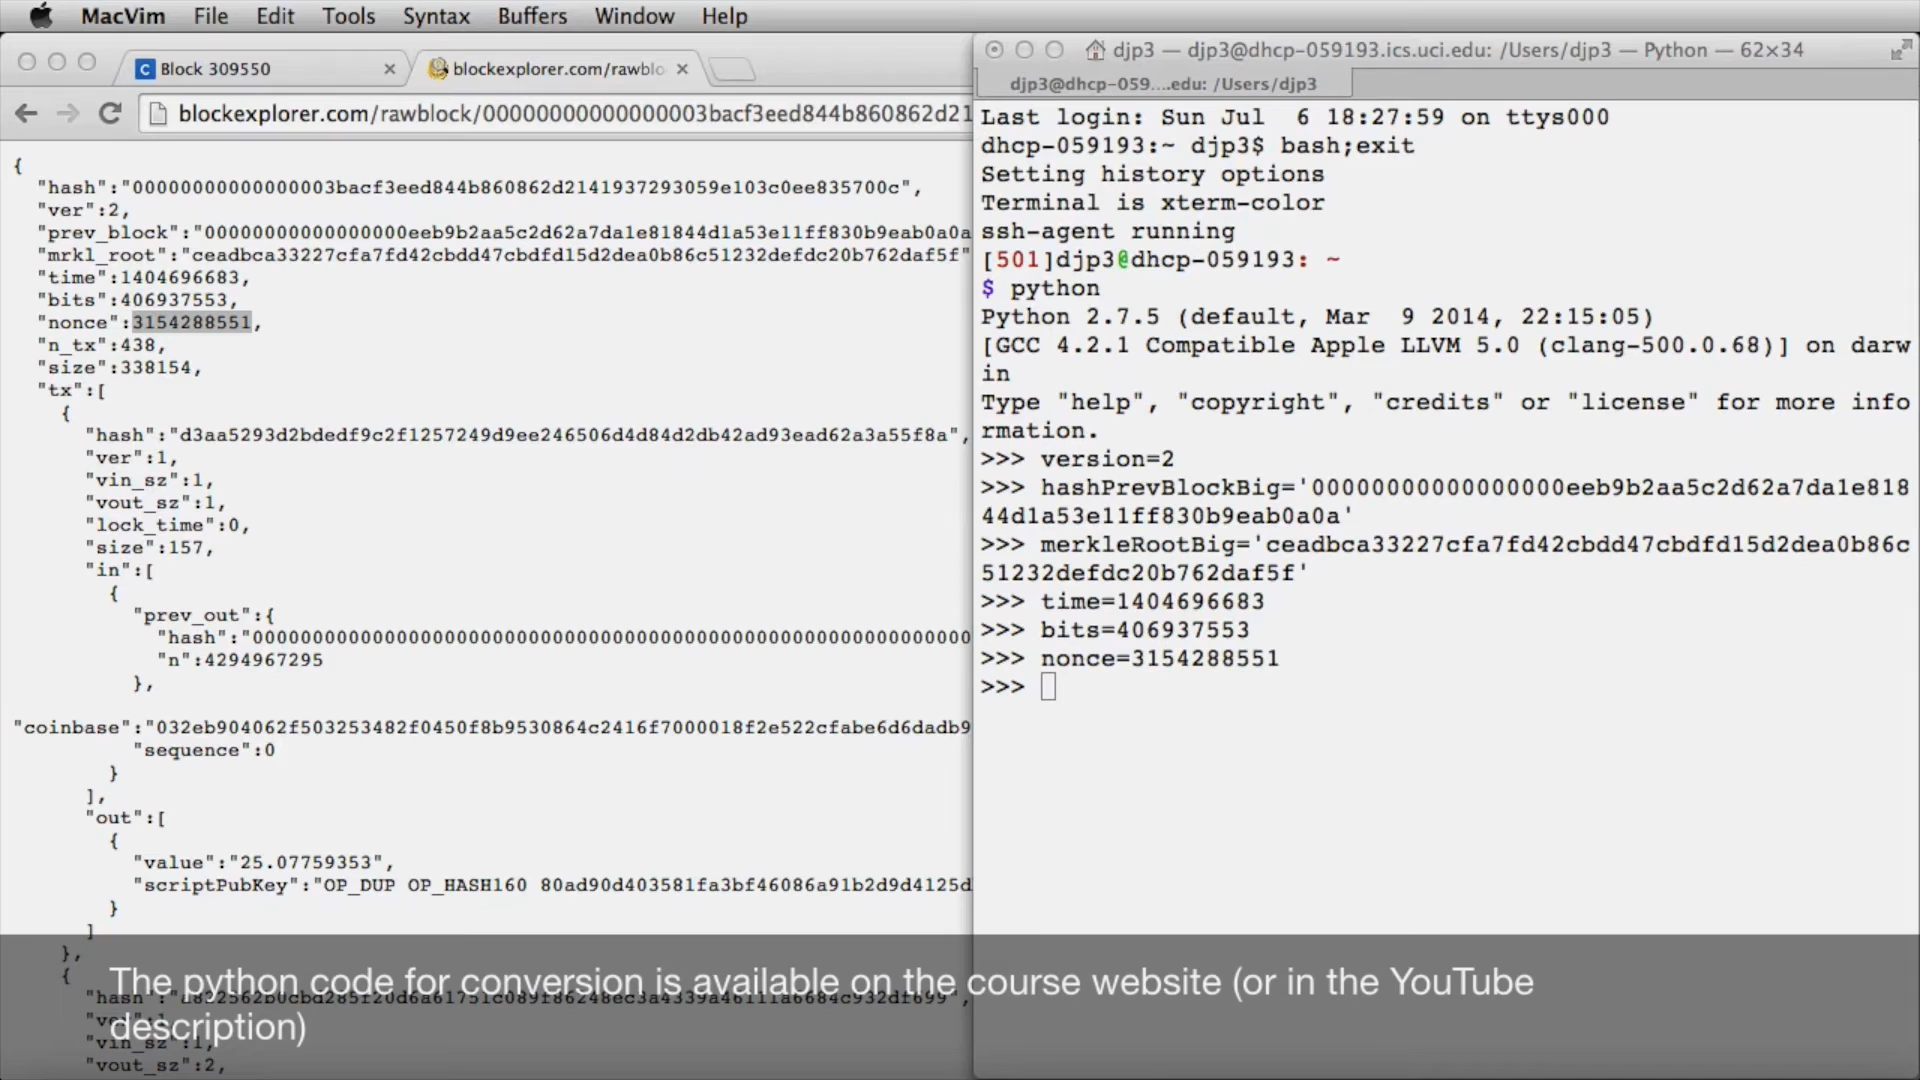 MacVim File Edit Tools Syntax Buffers Window Help
Block 309550
blockexplorer.com/rawblo
blockexplorer.com/rawblock/00000000000000003bacf3eed844b860862d21
{
"hash":"00000000000000003bacf3eed844b860862d2141937293059e103c0ee835700c",
"ver":2,
"prev_block":"00000000000000000eeb9b2aa5c2d62a7da1e81844d1a53e11ff830b9eab0a0a
"mrkl_root":"ceadbca33227cfa7fd42cbdd47cbdfd15d2dea0b86c51232defdc20b762daf5f"
"time":1404696683,
"bits":406937553,
"nonce":3154288551,
"n_tx":438,
"size":338154,
"tx":[
{
"hash":"d3aa5293d2bdedf9c2f1257249d9ee246506d4d84d2db42ad93ead62a3a55f8a",
"ver":1,
"vin_sz":1,
"vout_sz":1,
"lock_time":0,
"size":157,
"in":[
{
"prev_out":{
"hash":"000000000000000000000000000000000000000000000000000000000000
"n":4294967295
},
"coinbase":"032eb904062f503253482f0450f8b9530864c2416f7000018f2e522cfabe6d6dadb9
"sequence":0
}
],
"out":[
{
"value":"25.07759353",
"scriptPubKey":"OP_DUP OP_HASH160 80ad90d403581fa3bf46086a91b2d9d4125d
}
]
},
{
"vin_sz":1,
"vout_sz":2,
djp3 — djp3@dhcp-059193.ics.uci.edu: /Users/djp3 — Python — 62×34
djp3@dhcp-059....edu: /Users/djp3
Last login: Sun Jul  6 18:27:59 on ttys000
dhcp-059193:~ djp3$ bash;exit
Setting history options
Terminal is xterm-color
ssh-agent running
[501]djp3@dhcp-059193: ~
$ python
Python 2.7.5 (default, Mar  9 2014, 22:15:05)
[GCC 4.2.1 Compatible Apple LLVM 5.0 (clang-500.0.68)] on darw
in
Type "help", "copyright", "credits" or "license" for more info
rmation.
>>> version=2
>>> hashPrevBlockBig='00000000000000000eeb9b2aa5c2d62a7da1e818
44d1a53e11ff830b9eab0a0a'
>>> merkleRootBig='ceadbca33227cfa7fd42cbdd47cbdfd15d2dea0b86c
51232defdc20b762daf5f'
>>> time=1404696683
>>> bits=406937553
>>> nonce=3154288551
>>>
The python code for conversion is available on the course website (or in the YouTube
description)